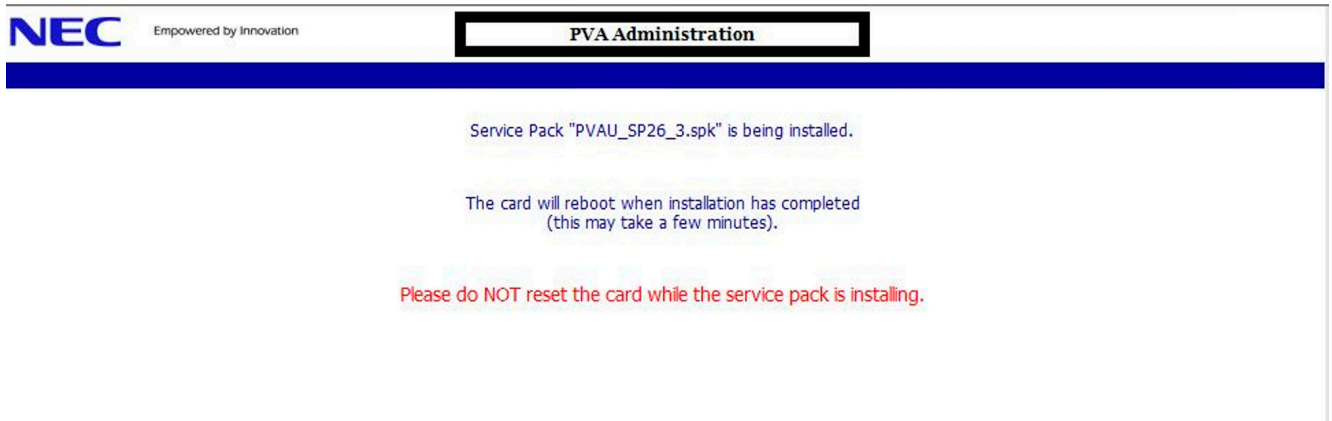 NEC
Empowered by Innovation
PVA Administration
Service Pack "PVAU_SP26_3.spk" is being installed.
The card will reboot when installation has completed
(this may take a few minutes).
Please do NOT reset the card while the service pack is installing.